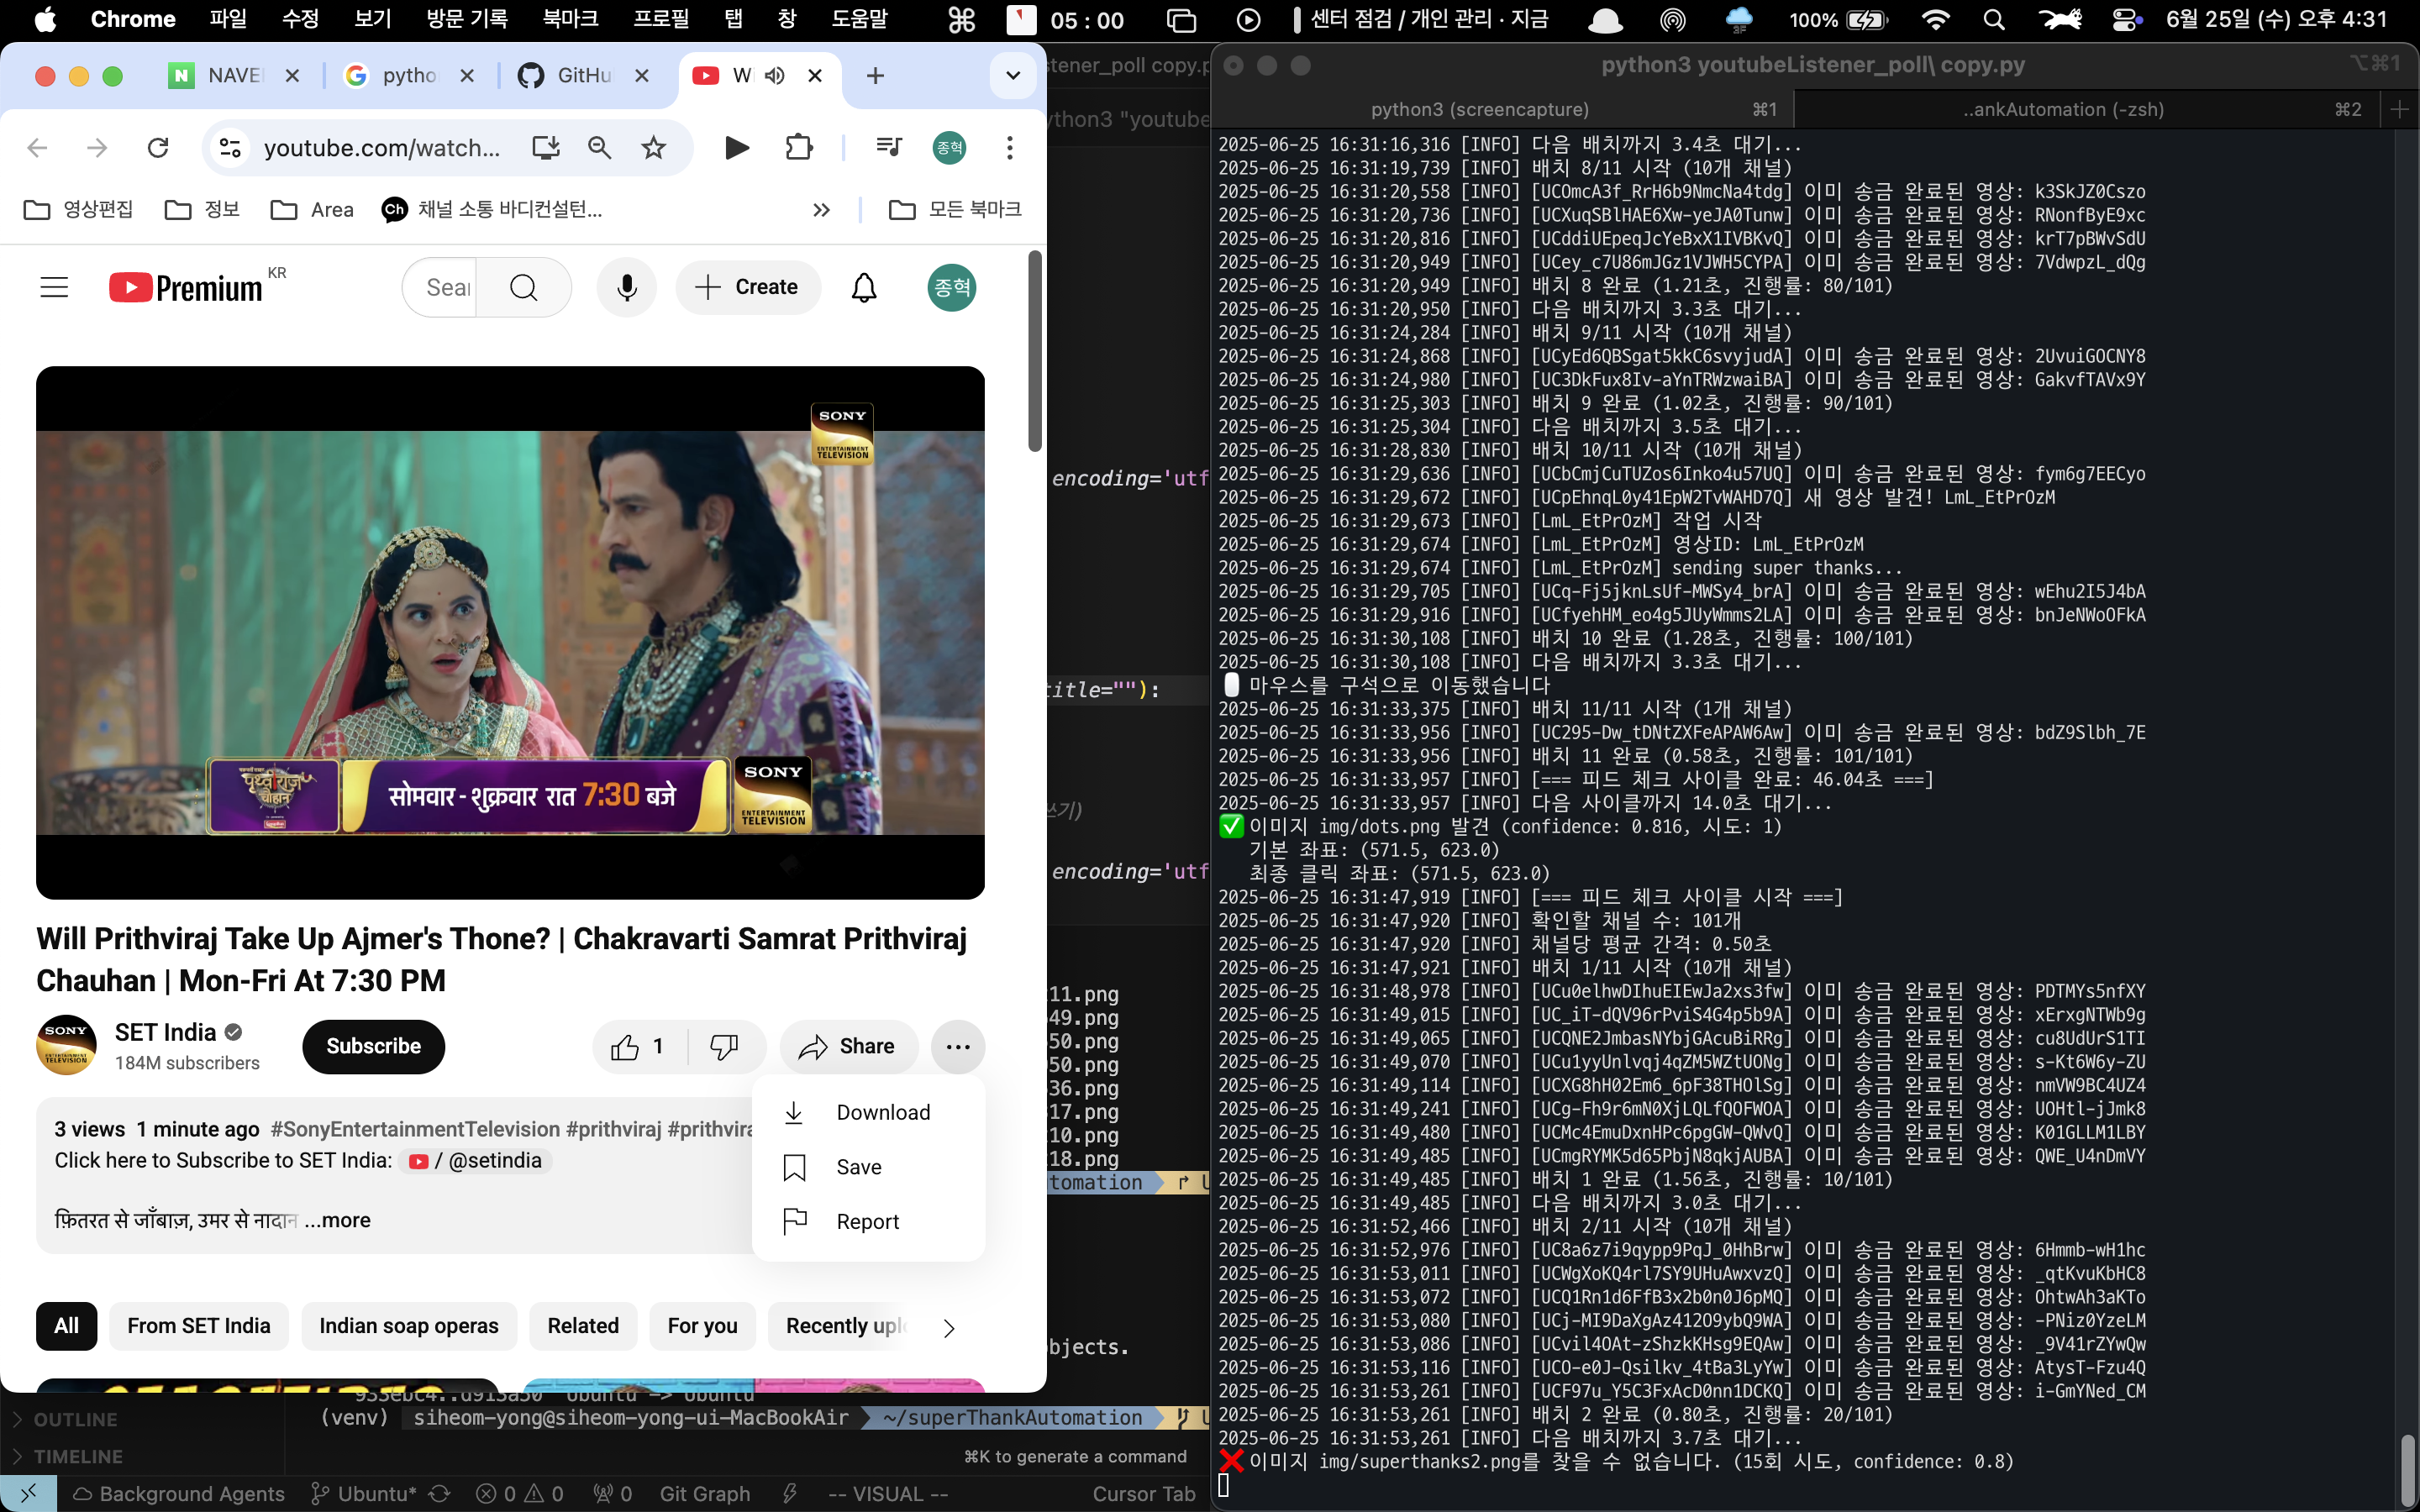 Chrome 파일 수정 보기 방문 기록 북마크 프로필 탭 창 도움말 05 : 00 센터 점검 / 개인 관리 · 지금 100% 6월 25일 (수) 오후 4:31
NAVE pytho GitHu W
youtube.com/watch... 종혁
영상편집 정보 Area Ch 채널 소통 바디컨설턴... 모든 북마크
Premium KR
Sear
Create
종혁
SONY
ENTERTAINMENT
TELEVISION
पृथ्वीराज
चौहान
सोमवार - शुक्रवार रात 7:30 बजे
SONY
ENTERTAINMENT
TELEVISION
Will Prithviraj Take Up Ajmer's Thone? | Chakravarti Samrat Prithviraj
Chauhan | Mon-Fri At 7:30 PM
SONY
SET India
184M subscribers
Subscribe
1
Share
Download
Save
Report
3 views 1 minute ago #SonyEntertainmentTelevision #prithviraj #prithvira
Click here to Subscribe to SET India: / @setindia
फ़ितरत से जाँबाज़, उमर से नादान ...more
All From SET India Indian soap operas Related For you Recently uplo
stener_poll copy.p
ython3 "youtube
encoding='utf
title=""):
쓰기)
encoding='utf
11.png
49.png
50.png
50.png
36.png
17.png
10.png
18.png
tomation
bjects.
933ebc4..d913a50 Ubuntu -> Ubuntu
(venv) siheom-yong@siheom-yong-ui-MacBookAir ~/superThankAutomation
OUTLINE
TIMELINE
⌘K to generate a command
Background Agents Ubuntu* 0 0 0 Git Graph -- VISUAL -- Cursor Tab
python3 youtubeListener_poll\ copy.py ⌥⌘1
python3 (screencapture) ⌘1 ..ankAutomation (-zsh) ⌘2
2025-06-25 16:31:16,316 [INFO] 다음 배치까지 3.4초 대기...
2025-06-25 16:31:19,739 [INFO] 배치 8/11 시작 (10개 채널)
2025-06-25 16:31:20,558 [INFO] [UCOmcA3f_RrH6b9NmcNa4tdg] 이미 송금 완료된 영상: k3SkJZ0Cszo
2025-06-25 16:31:20,736 [INFO] [UCXuqSBlHAE6Xw-yeJA0Tunw] 이미 송금 완료된 영상: RNonfByE9xc
2025-06-25 16:31:20,816 [INFO] [UCddiUEpeqJcYeBxX1IVBKvQ] 이미 송금 완료된 영상: krT7pBWvSdU
2025-06-25 16:31:20,949 [INFO] [UCey_c7U86mJGz1VJWH5CYPA] 이미 송금 완료된 영상: 7VdwpzL_dQg
2025-06-25 16:31:20,949 [INFO] 배치 8 완료 (1.21초, 진행률: 80/101)
2025-06-25 16:31:20,950 [INFO] 다음 배치까지 3.3초 대기...
2025-06-25 16:31:24,284 [INFO] 배치 9/11 시작 (10개 채널)
2025-06-25 16:31:24,868 [INFO] [UCyEd6QBSgat5kkC6svyjudA] 이미 송금 완료된 영상: 2UvuiGOCNY8
2025-06-25 16:31:24,980 [INFO] [UC3DkFux8Iv-aYnTRWzwaiBA] 이미 송금 완료된 영상: GakvfTAVx9Y
2025-06-25 16:31:25,303 [INFO] 배치 9 완료 (1.02초, 진행률: 90/101)
2025-06-25 16:31:25,304 [INFO] 다음 배치까지 3.5초 대기...
2025-06-25 16:31:28,830 [INFO] 배치 10/11 시작 (10개 채널)
2025-06-25 16:31:29,636 [INFO] [UCbCmjCuTUZos6Inko4u57UQ] 이미 송금 완료된 영상: fym6g7EECyo
2025-06-25 16:31:29,672 [INFO] [UCpEhnqL0y41EpW2TvWAHD7Q] 새 영상 발견! LmL_EtPrOzM
2025-06-25 16:31:29,673 [INFO] [LmL_EtPrOzM] 작업 시작
2025-06-25 16:31:29,674 [INFO] [LmL_EtPrOzM] 영상ID: LmL_EtPrOzM
2025-06-25 16:31:29,674 [INFO] [LmL_EtPrOzM] sending super thanks...
2025-06-25 16:31:29,705 [INFO] [UCq-Fj5jknLsUf-MWSy4_brA] 이미 송금 완료된 영상: wEhu2I5J4bA
2025-06-25 16:31:29,916 [INFO] [UCfyehHM_eo4g5JUyWmms2LA] 이미 송금 완료된 영상: bnJeNWoOFkA
2025-06-25 16:31:30,108 [INFO] 배치 10 완료 (1.28초, 진행률: 100/101)
2025-06-25 16:31:30,108 [INFO] 다음 배치까지 3.3초 대기...
마우스를 구석으로 이동했습니다
2025-06-25 16:31:33,375 [INFO] 배치 11/11 시작 (1개 채널)
2025-06-25 16:31:33,956 [INFO] [UC295-Dw_tDNtZXFeAPAW6Aw] 이미 송금 완료된 영상: bdZ9Slbh_7E
2025-06-25 16:31:33,956 [INFO] 배치 11 완료 (0.58초, 진행률: 101/101)
2025-06-25 16:31:33,957 [INFO] [=== 피드 체크 사이클 완료: 46.04초 ===]
2025-06-25 16:31:33,957 [INFO] 다음 사이클까지 14.0초 대기...
✅ 이미지 img/dots.png 발견 (confidence: 0.816, 시도: 1)
기본 좌표: (571.5, 623.0)
최종 클릭 좌표: (571.5, 623.0)
2025-06-25 16:31:47,919 [INFO] [=== 피드 체크 사이클 시작 ===]
2025-06-25 16:31:47,920 [INFO] 확인할 채널 수: 101개
2025-06-25 16:31:47,920 [INFO] 채널당 평균 간격: 0.50초
2025-06-25 16:31:47,921 [INFO] 배치 1/11 시작 (10개 채널)
2025-06-25 16:31:48,978 [INFO] [UCu0elhwDIhuEIEwJa2xs3fw] 이미 송금 완료된 영상: PDTMYs5nfXY
2025-06-25 16:31:49,015 [INFO] [UC_iT-dQV96rPviS4G4p5b9A] 이미 송금 완료된 영상: xErxgNTWb9g
2025-06-25 16:31:49,065 [INFO] [UCQNE2JmbasNYbjGAcuBiRRg] 이미 송금 완료된 영상: cu8UdUrS1TI
2025-06-25 16:31:49,070 [INFO] [UCu1yyUnlvqj4qZM5WZtUONg] 이미 송금 완료된 영상: s-Kt6W6y-ZU
2025-06-25 16:31:49,114 [INFO] [UCXG8hH02Em6_6pF38THOlSg] 이미 송금 완료된 영상: nmVW9BC4UZ4
2025-06-25 16:31:49,241 [INFO] [UCg-Fh9r6mN0XjLQLfQOFWOA] 이미 송금 완료된 영상: UOHtl-jJmk8
2025-06-25 16:31:49,480 [INFO] [UCMc4EmuDxnHPc6pgGW-QWvQ] 이미 송금 완료된 영상: K01GLLM1LBY
2025-06-25 16:31:49,485 [INFO] [UCmgRYMK5d65PbjN8qkjAUBA] 이미 송금 완료된 영상: QWE_U4nDmVY
2025-06-25 16:31:49,485 [INFO] 배치 1 완료 (1.56초, 진행률: 10/101)
2025-06-25 16:31:49,485 [INFO] 다음 배치까지 3.0초 대기...
2025-06-25 16:31:52,466 [INFO] 배치 2/11 시작 (10개 채널)
2025-06-25 16:31:52,976 [INFO] [UC8a6z7i9qypp9PqJ_0HhBrw] 이미 송금 완료된 영상: 6Hmmb-wH1hc
2025-06-25 16:31:53,011 [INFO] [UCWgXoKQ4rl7SY9UHuAwxvzQ] 이미 송금 완료된 영상: _qtKvuKbHC8
2025-06-25 16:31:53,072 [INFO] [UCQ1Rn1d6FfB3x2b0n0J6pMQ] 이미 송금 완료된 영상: OhtwAh3aKTo
2025-06-25 16:31:53,080 [INFO] [UCj-MI9DaXgAz412O9ybQ9WA] 이미 송금 완료된 영상: -PNiz0YzeLM
2025-06-25 16:31:53,086 [INFO] [UCvil4OAt-zShzkKHsg9EQAw] 이미 송금 완료된 영상: _9V41rZYwQw
2025-06-25 16:31:53,116 [INFO] [UCO-e0J-Qsilkv_4tBa3LyYw] 이미 송금 완료된 영상: AtysT-Fzu4Q
2025-06-25 16:31:53,261 [INFO] [UCF97u_Y5C3FxAcD0nn1DCKQ] 이미 송금 완료된 영상: i-GmYNed_CM
2025-06-25 16:31:53,261 [INFO] 배치 2 완료 (0.80초, 진행률: 20/101)
2025-06-25 16:31:53,261 [INFO] 다음 배치까지 3.7초 대기...
❌ 이미지 img/superthanks2.png를 찾을 수 없습니다. (15회 시도, confidence: 0.8)